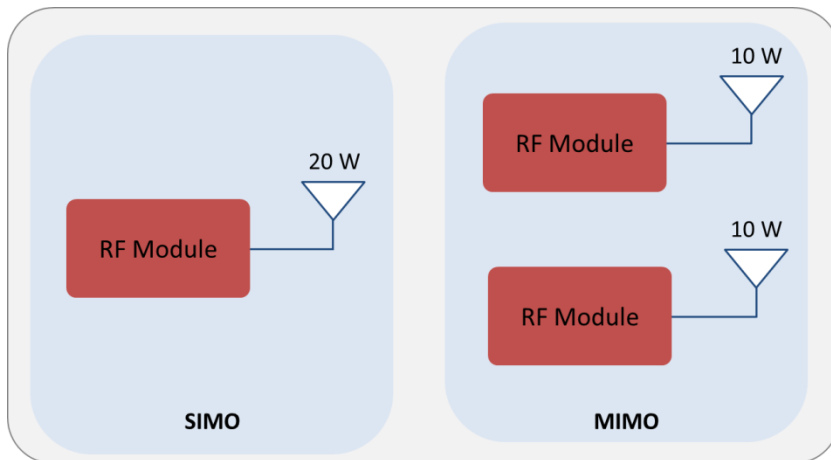 20 W
RF Module
SIMO
10 W
RF Module
10 W
RF Module
MIMO